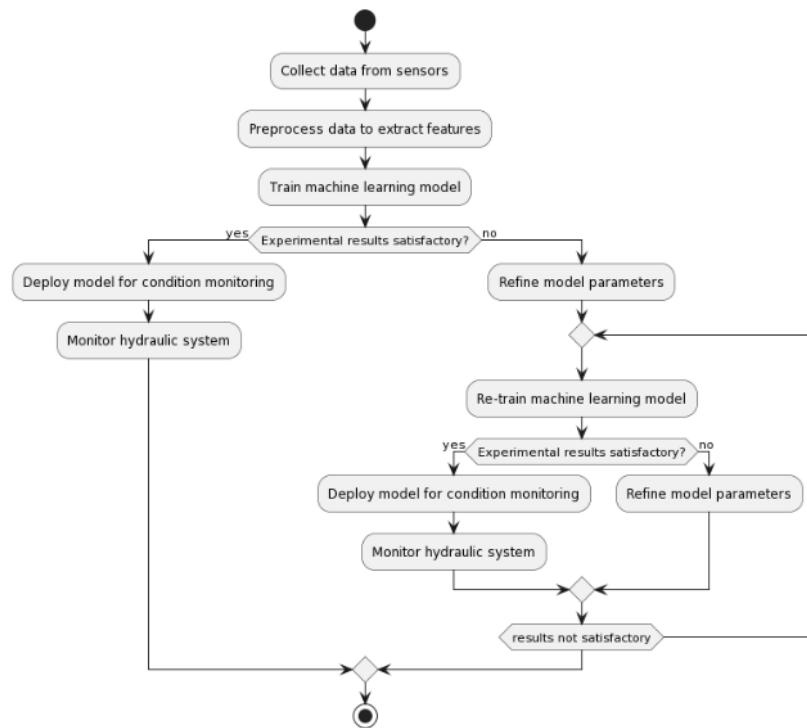 Collect data from sensors
Preprocess data to extract features
Train machine learning model
yes
Experimental results satisfactory?
no
Deploy model for condition monitoring
Refine model parameters
Monitor hydraulic system
Re-train machine learning model
yes
Experimental results satisfactory?
no
Deploy model for condition monitoring
Refine model parameters
Monitor hydraulic system
results not satisfactory